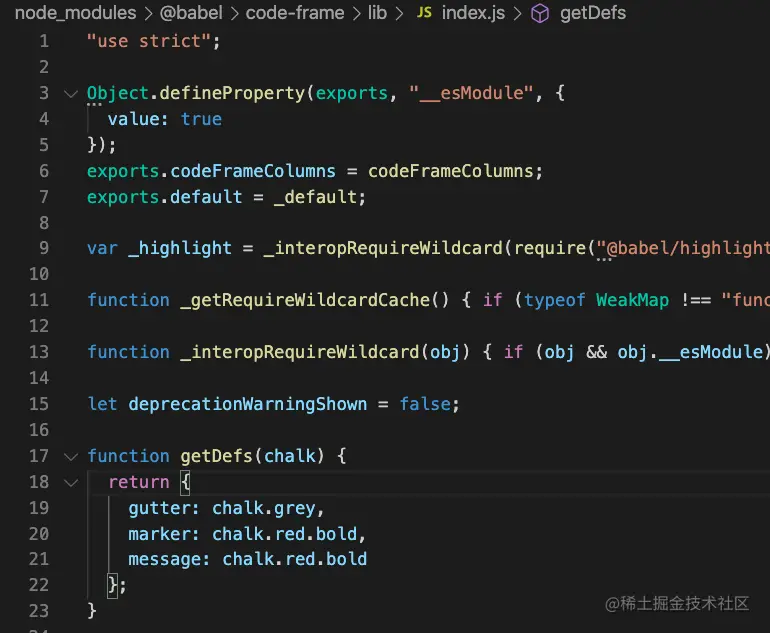 node_modules > @babel > code-frame > lib > JS index.js > getDefs
1 "use strict";
2
3 Object.defineProperty(exports, "__esModule", {
4 value: true
5 });
6 exports.codeFrameColumns = codeFrameColumns;
7 exports.default = _default;
8
9 var _highlight = _interopRequireWildcard(require("@babel/highlight
10
11 function _getRequireWildcardCache() { if (typeof WeakMap !== "func
12
13 function _interopRequireWildcard(obj) { if (obj && obj.__esModule)
14
15 let deprecationWarningShown = false;
16
17 function getDefs(chalk) {
18 return {
19 gutter: chalk.grey,
20 marker: chalk.red.bold,
21 message: chalk.red.bold
22 };
23 }
@稀土掘金技术社区